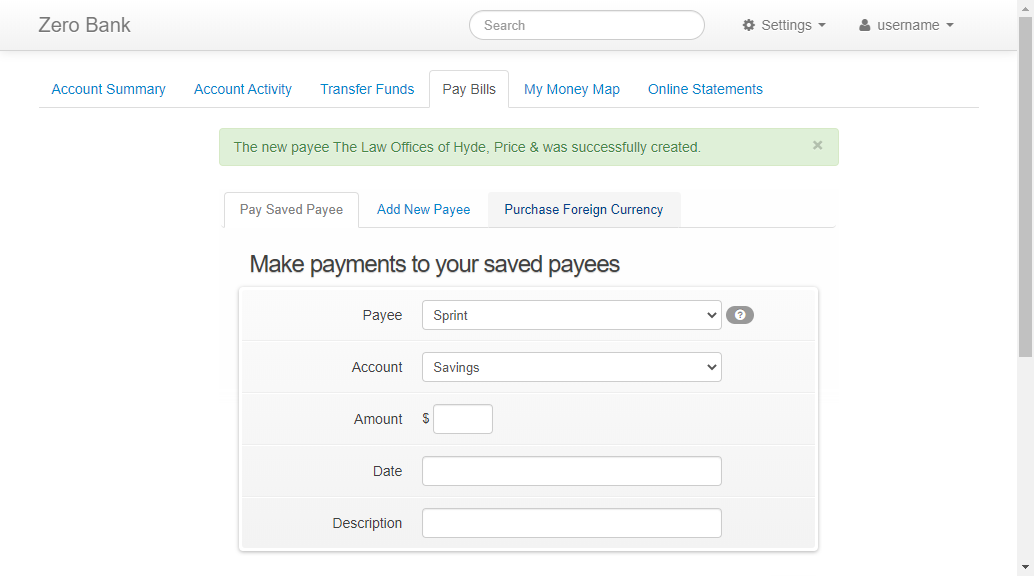 Zero Bank
Search
Settings
username
Account Summary
Account Activity
Transfer Funds
Pay Bills
My Money Map
Online Statements
The new payee The Law Offices of Hyde, Price & was successfully created.
×
Pay Saved Payee
Add New Payee
Purchase Foreign Currency
Make payments to your saved payees
Payee
Sprint
?
Account
Savings
Amount
$
Date
Description